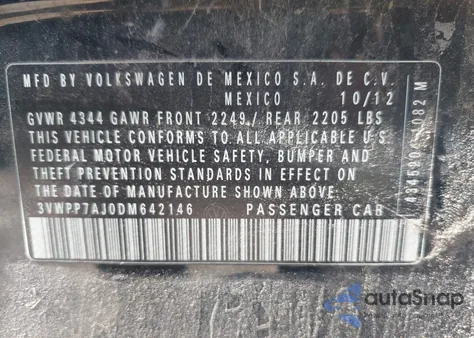 MFD BY VOLKSWAGEN DE MEXICO S.A. DE C.V.
MEXICO 10/12
GVWR 4344 GAWR FRONT 2249/ REAR 2205 LBS
THIS VEHICLE CONFORMS TO ALL APPLICABLE U.S.
FEDERAL MOTOR VEHICLE SAFETY, BUMPER AND
THEFT PREVENTION STANDARDS IN EFFECT ON THE
DATE OF MANUFACTURE SHOWN ABOVE.
3VWPP7AJ0DM642146 PASSENGER CAR
082 M
autoSnap